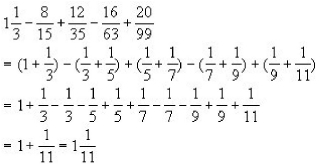 1 1/3 − 8/15 + 12/35 − 16/63 + 20/99
= (1 + 1/3) − (1/3 + 1/5) + (1/5 + 1/7) − (1/7 + 1/9) + (1/9 + 1/11)
= 1 + 1/3 − 1/3 − 1/5 + 1/5 + 1/7 − 1/7 − 1/9 + 1/9 + 1/11
= 1 + 1/11 = 1 1/11